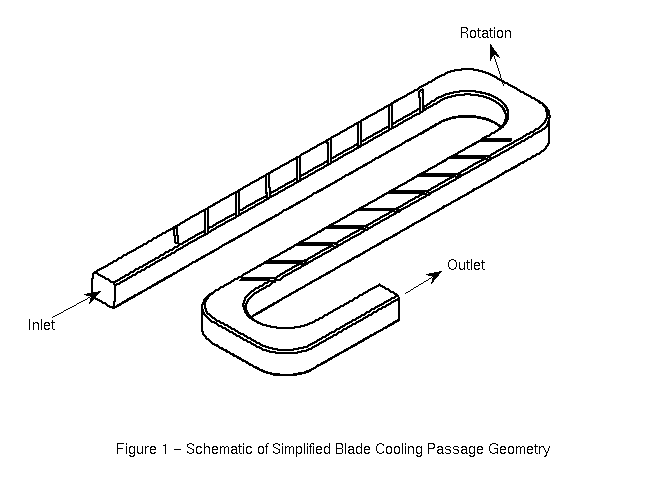 Rotation
Outlet
Inlet
Figure 1 – Schematic of Simplified Blade Cooling Passage Geometry